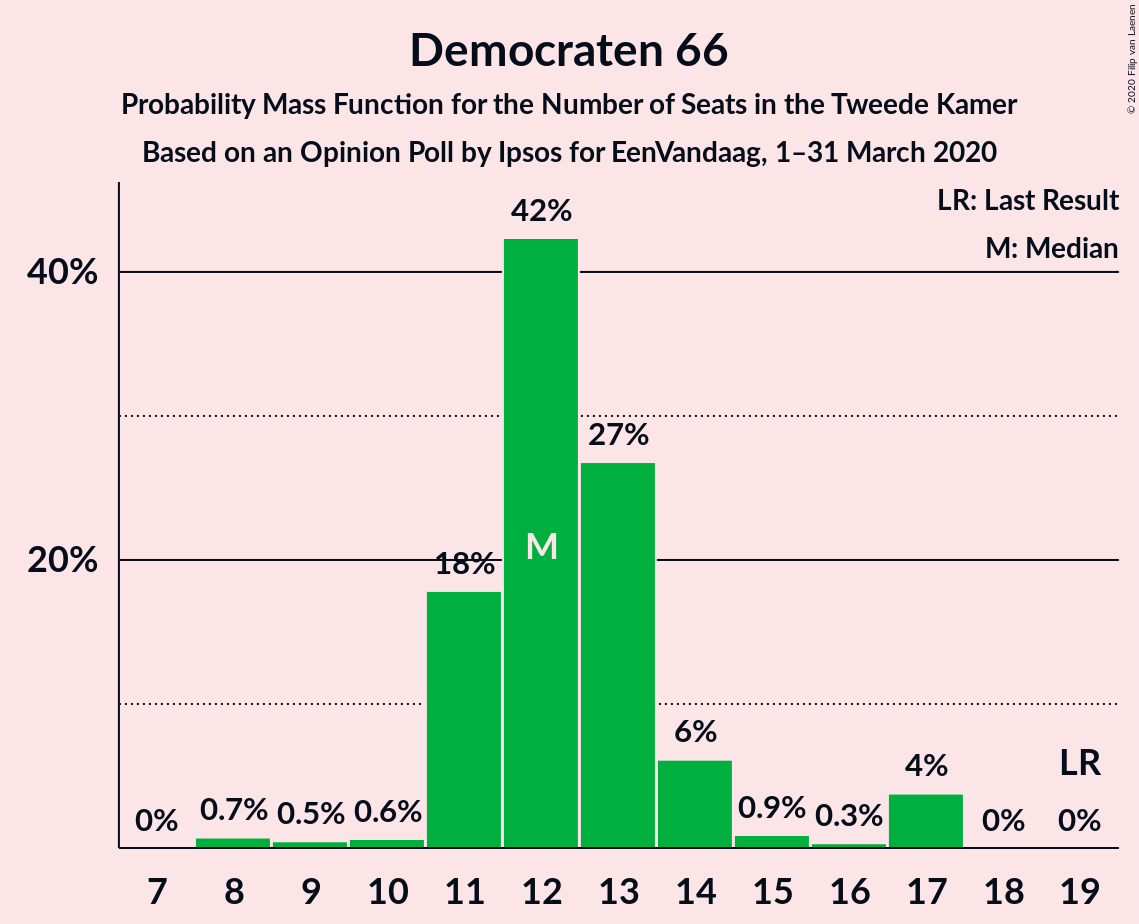 Democraten 66
Probability Mass Function for the Number of Seats in the Tweede Kamer
Based on an Opinion Poll by Ipsos for EenVandaag, 1–31 March 2020
© 2020 Filip van Laenen
LR: Last Result
M: Median
40%
20%
0%
0.7%
0.5%
0.6%
18%
42%
M
27%
6%
0.9%
0.3%
4%
0%
LR
0%
7 8 9 10 11 12 13 14 15 16 17 18 19